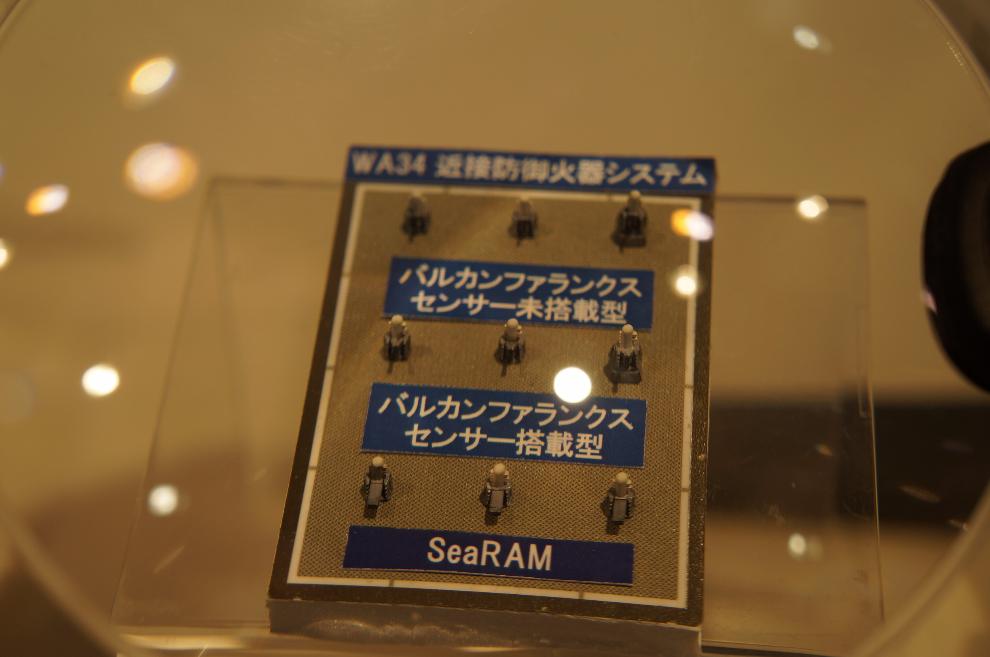 WA34 近接防御火器システム
バルカンファランクス
センサー未搭載型
バルカンファランクス
センサー搭載型
SeaRAM